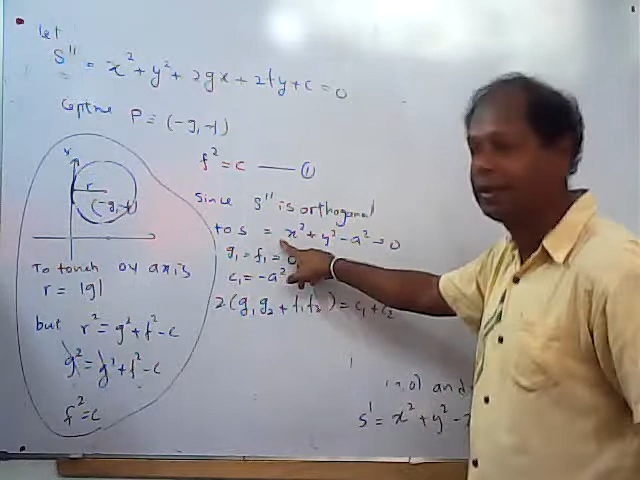 let
S'' = x² + y² + 2gx + 2fy + c = 0
centre P ≡ (-g, -f)
y
r
(-g, -f)
To touch oy axis
r = |g|
but r² = g² + f² - c
g² = g² + f² - c
f² = c
f² = c —— ①
Since S'' is orthogonal
to S = x² + y² - a² = 0
g₁ = f₁ = 0
c₁ = -a²
2(g₁g₂ + f₁f₂) = c₁ + c₂
, 0) and
S' = x² + y² -